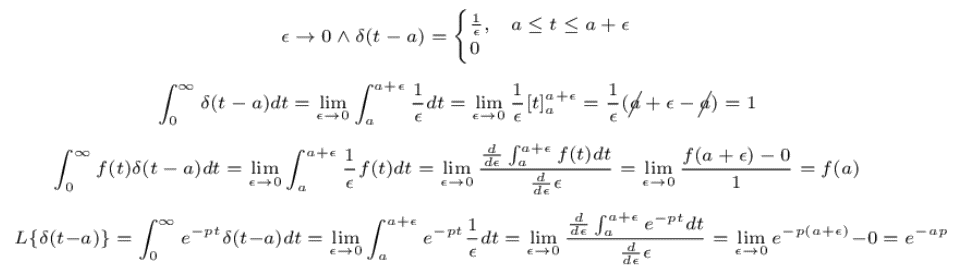 $\epsilon \to 0 \wedge \delta(t-a) = \begin{cases} \frac{1}{\epsilon}, & a \leq t \leq a+\epsilon \\ 0 \end{cases}$
$\int_0^\infty \delta(t-a)dt = \lim_{\epsilon \to 0} \int_a^{a+\epsilon} \frac{1}{\epsilon} dt = \lim_{\epsilon \to 0} \frac{1}{\epsilon} [t]_a^{a+\epsilon} = \frac{1}{\epsilon}(\not{a} + \epsilon - \not{a}) = 1$
$\int_0^\infty f(t)\delta(t-a)dt = \lim_{\epsilon \to 0} \int_a^{a+\epsilon} \frac{1}{\epsilon} f(t)dt = \lim_{\epsilon \to 0} \frac{\frac{d}{d\epsilon} \int_a^{a+\epsilon} f(t)dt}{\frac{d}{d\epsilon}\epsilon} = \lim_{\epsilon \to 0} \frac{f(a+\epsilon)-0}{1} = f(a)$
$L\{\delta(t-a)\} = \int_0^\infty e^{-pt}\delta(t-a)dt = \lim_{\epsilon \to 0} \int_a^{a+\epsilon} e^{-pt}\frac{1}{\epsilon}dt = \lim_{\epsilon \to 0} \frac{\frac{d}{d\epsilon} \int_a^{a+\epsilon} e^{-pt}dt}{\frac{d}{d\epsilon}\epsilon} = \lim_{\epsilon \to 0} e^{-p(a+\epsilon)} - 0 = e^{-ap}$